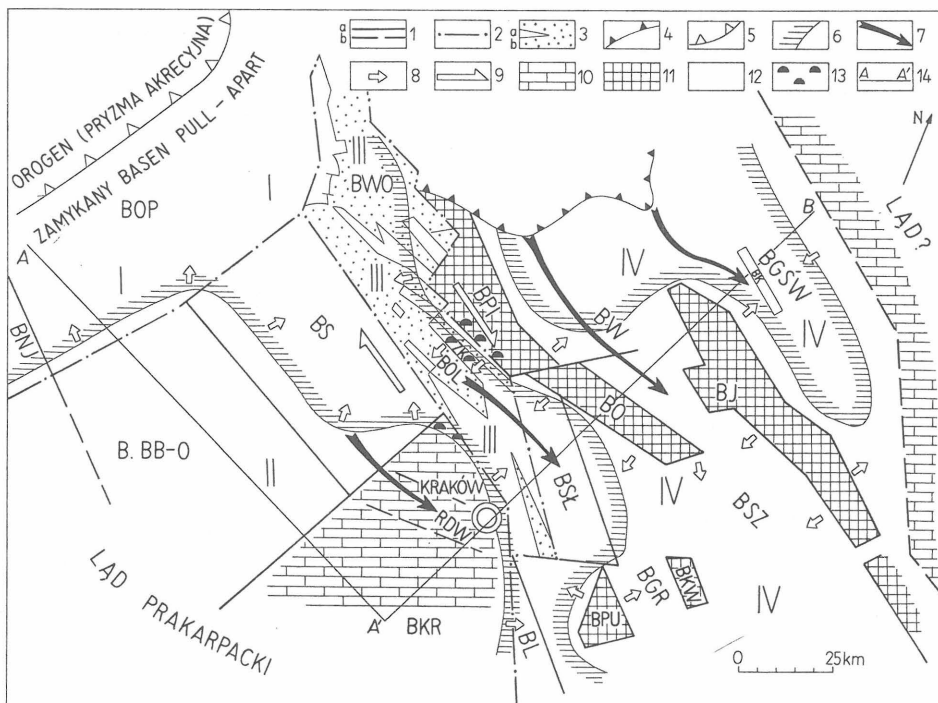 a
b
1
2
a
b
3
4
5
6
7
8
9
10
11
12
13
A A'
14
OROGEN (PRYZMA AKRECYJNA)
ZAMYKANY BASEN PULL-APART
N
LĄD?
I
III
BWO
BOP
B
A
IV
BGSW
BK
I
III
BPI
BW
IV
BNJ
BS
BOL
BO
BJ
B. BB-O
II
III
KRAKÓW
RDW
BSŁ
IV
BSZ
LĄD PRAKARPACKI
BGR
BKW
IV
BPU
A'
BKR
BL
0 25km